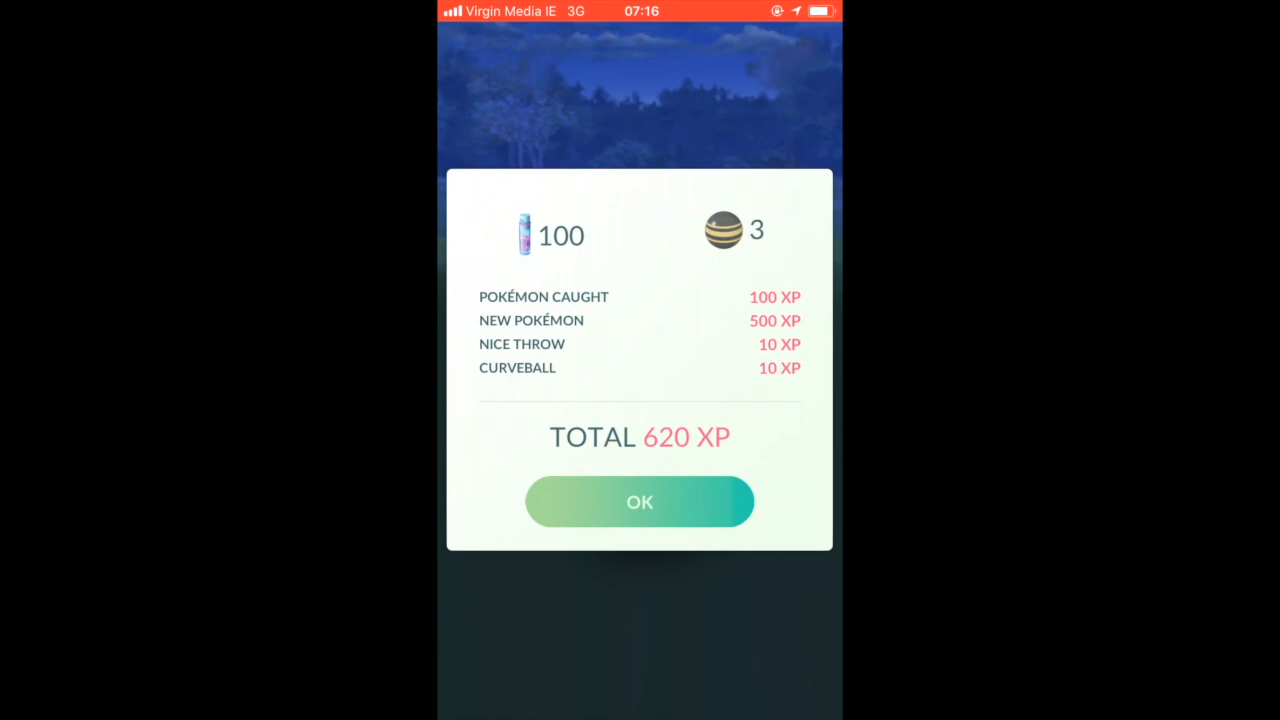 Virgin Media IE 3G 07:16
100 3
POKÉMON CAUGHT 100 XP
NEW POKÉMON 500 XP
NICE THROW 10 XP
CURVEBALL 10 XP
TOTAL 620 XP
OK